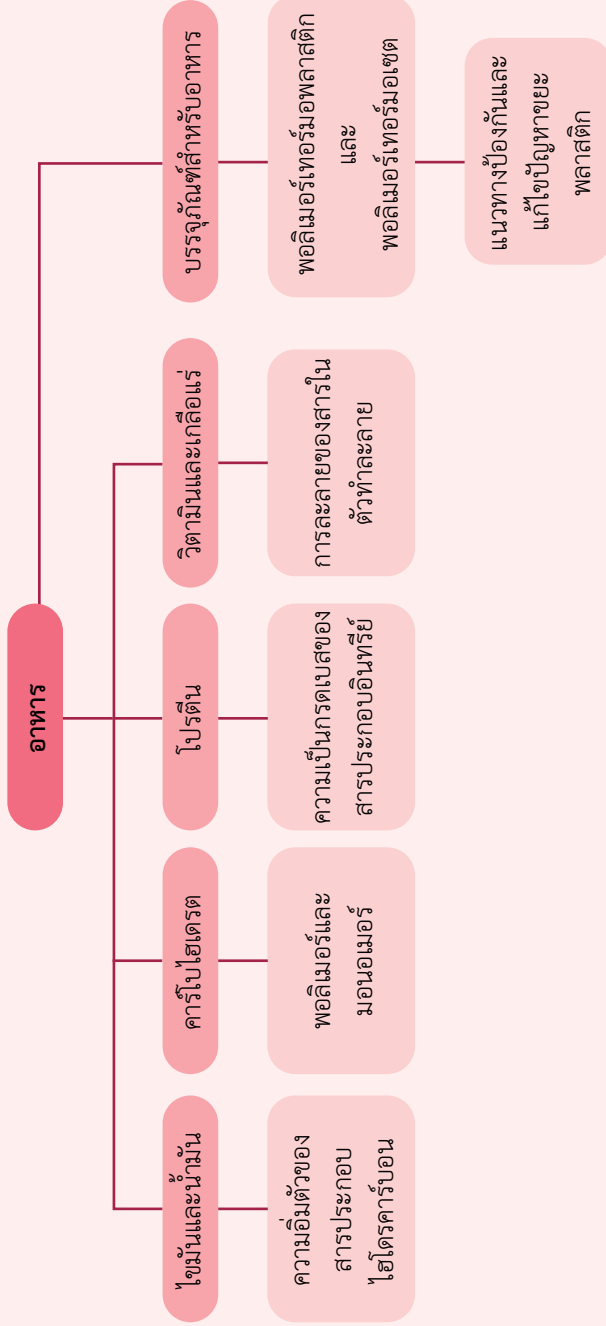 อาหาร
ไขมันและน้ำมัน
คาร์โบไฮเดรต
โปรตีน
วิตามินและเกลือแร่
บรรจุภัณฑ์สำหรับอาหาร
ความอิ่มตัวของ
สารประกอบ
ไฮโดรคาร์บอน
พอลิเมอร์และ
มอนอเมอร์
ความเป็นกรดเบสของ
สารประกอบอินทรีย์
การละลายของสารใน
ตัวทำละลาย
พอลิเมอร์เทอร์มอพลาสติก
และ
พอลิเมอร์เทอร์มอเซต
แนวทางป้องกันและ
แก้ไขปัญหาขยะ
พลาสติก